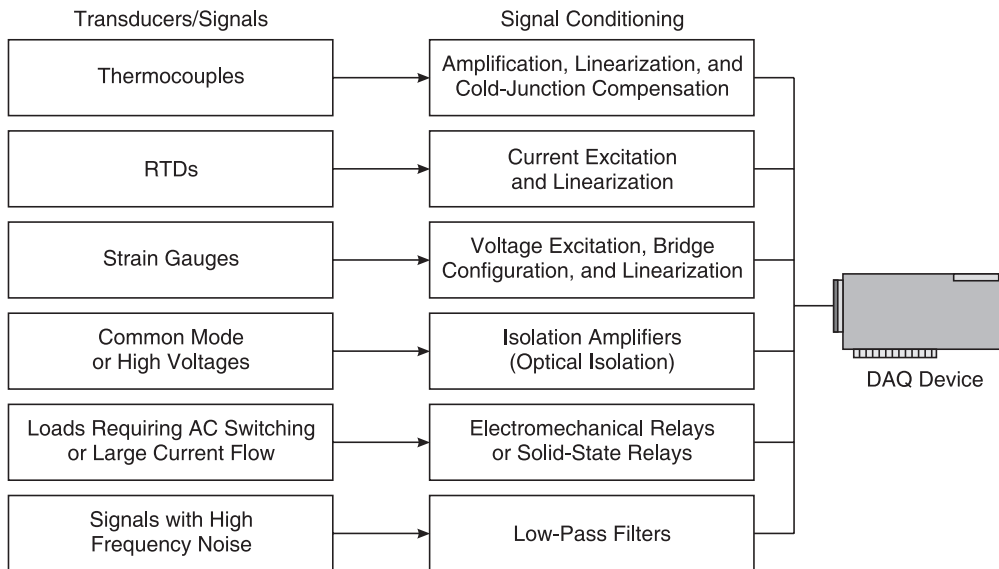 Transducers/Signals
Signal Conditioning
Thermocouples
Amplification, Linearization, and
Cold-Junction Compensation
RTDs
Current Excitation
and Linearization
Strain Gauges
Voltage Excitation, Bridge
Configuration, and Linearization
Common Mode
or High Voltages
Isolation Amplifiers
(Optical Isolation)
DAQ Device
Loads Requiring AC Switching
or Large Current Flow
Electromechanical Relays
or Solid-State Relays
Signals with High
Frequency Noise
Low-Pass Filters